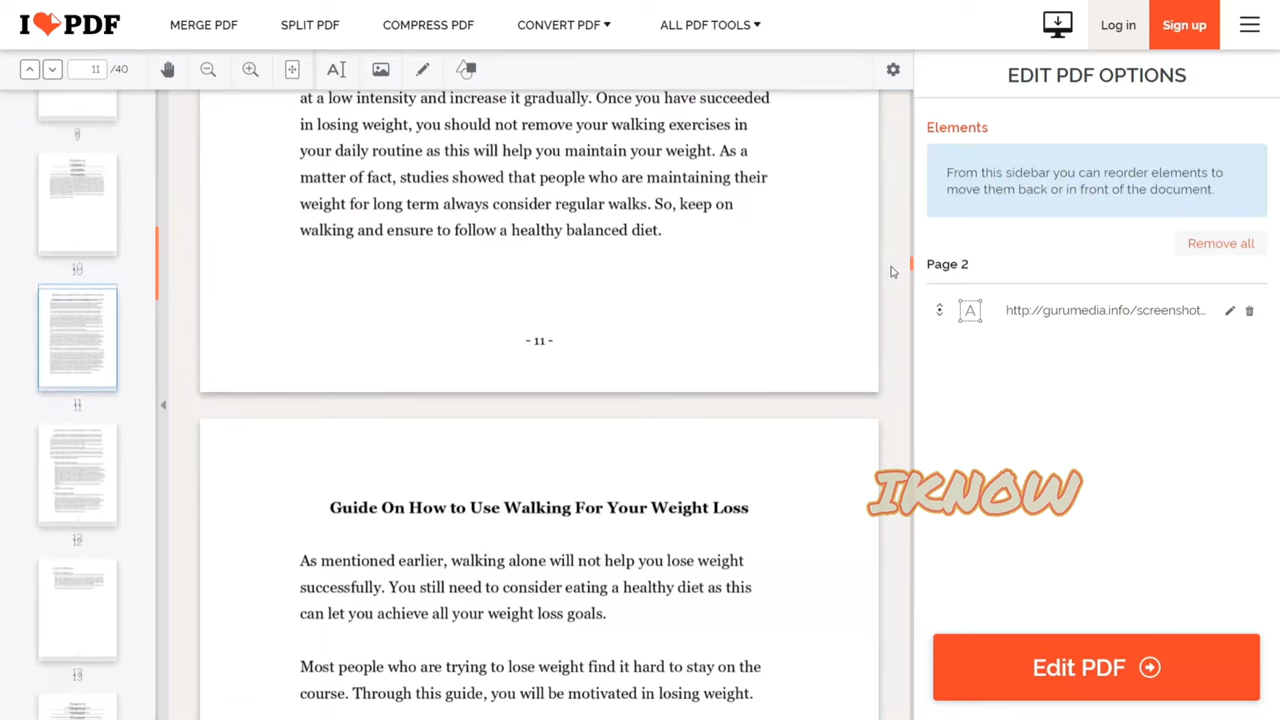 I PDF
MERGE PDF
SPLIT PDF
COMPRESS PDF
CONVERT PDF
ALL PDF TOOLS
Log in
Sign up
11 /40
EDIT PDF OPTIONS
Elements
From this sidebar you can reorder elements to
move them back or in front of the document.
Remove all
Page 2
A http://gurumedia.info/screenshot...
Edit PDF
9
10
11
12
13
at a low intensity and increase it gradually. Once you have succeeded
in losing weight, you should not remove your walking exercises in
your daily routine as this will help you maintain your weight. As a
matter of fact, studies showed that people who are maintaining their
weight for long term always consider regular walks. So, keep on
walking and ensure to follow a healthy balanced diet.
- 11 -
Guide On How to Use Walking For Your Weight Loss
As mentioned earlier, walking alone will not help you lose weight
successfully. You still need to consider eating a healthy diet as this
can let you achieve all your weight loss goals.
Most people who are trying to lose weight find it hard to stay on the
course. Through this guide, you will be motivated in losing weight.
IKNOW